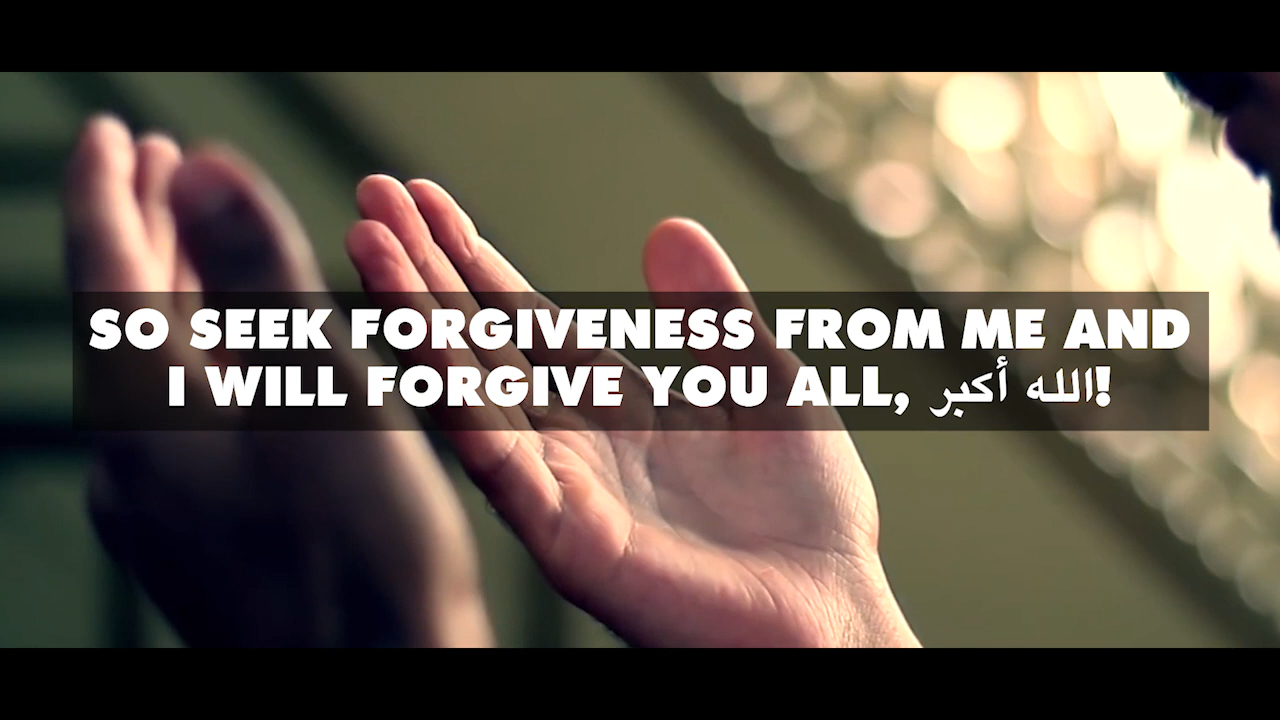 SO SEEK FORGIVENESS FROM ME AND
I WILL FORGIVE YOU ALL, الله أكبر!